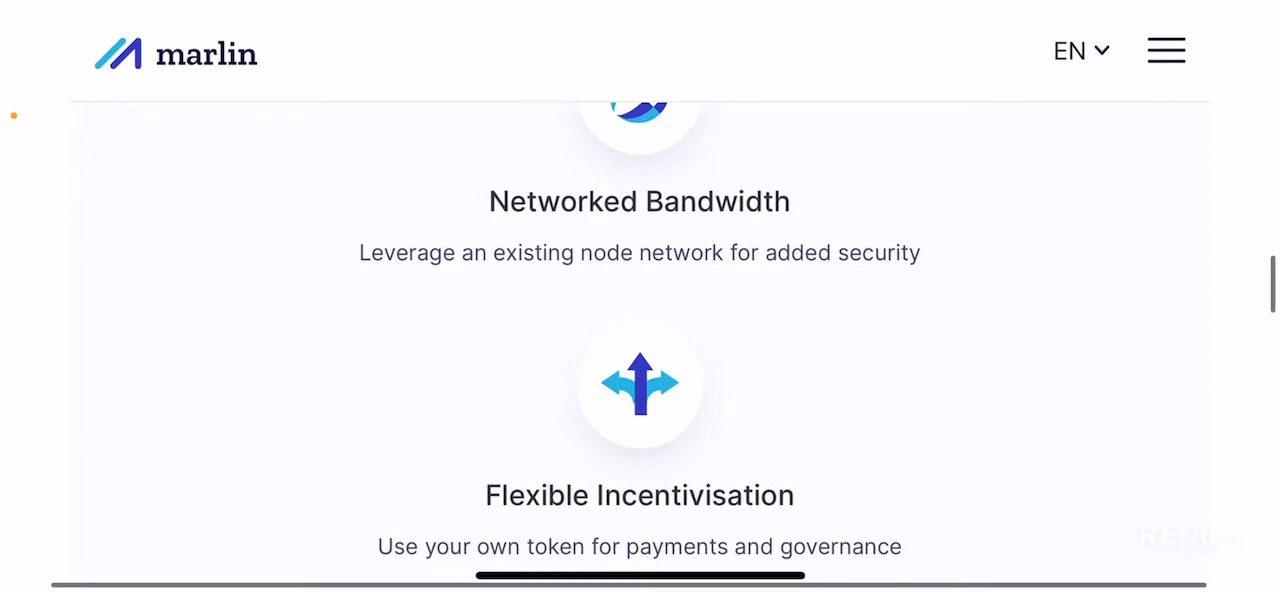 marlin
EN
Networked Bandwidth
Leverage an existing node network for added security
Flexible Incentivisation
Use your own token for payments and governance